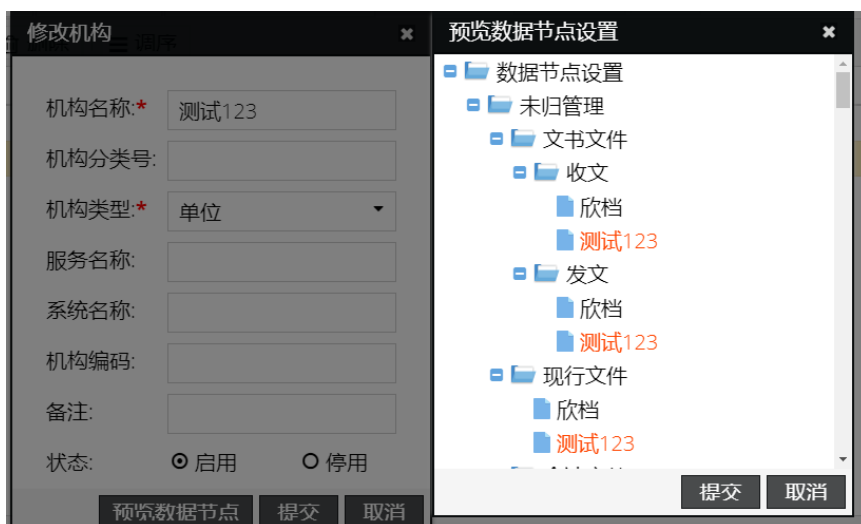 修改机构
调序
机构名称:*
测试123
机构分类号:
机构类型:*
单位
服务名称:
系统名称:
机构编码:
备注:
状态:
启用
停用
预览数据节点
提交
取消
预览数据节点设置
数据节点设置
未归管理
文书文件
收文
欣档
测试123
发文
欣档
测试123
现行文件
欣档
测试123
提交
取消